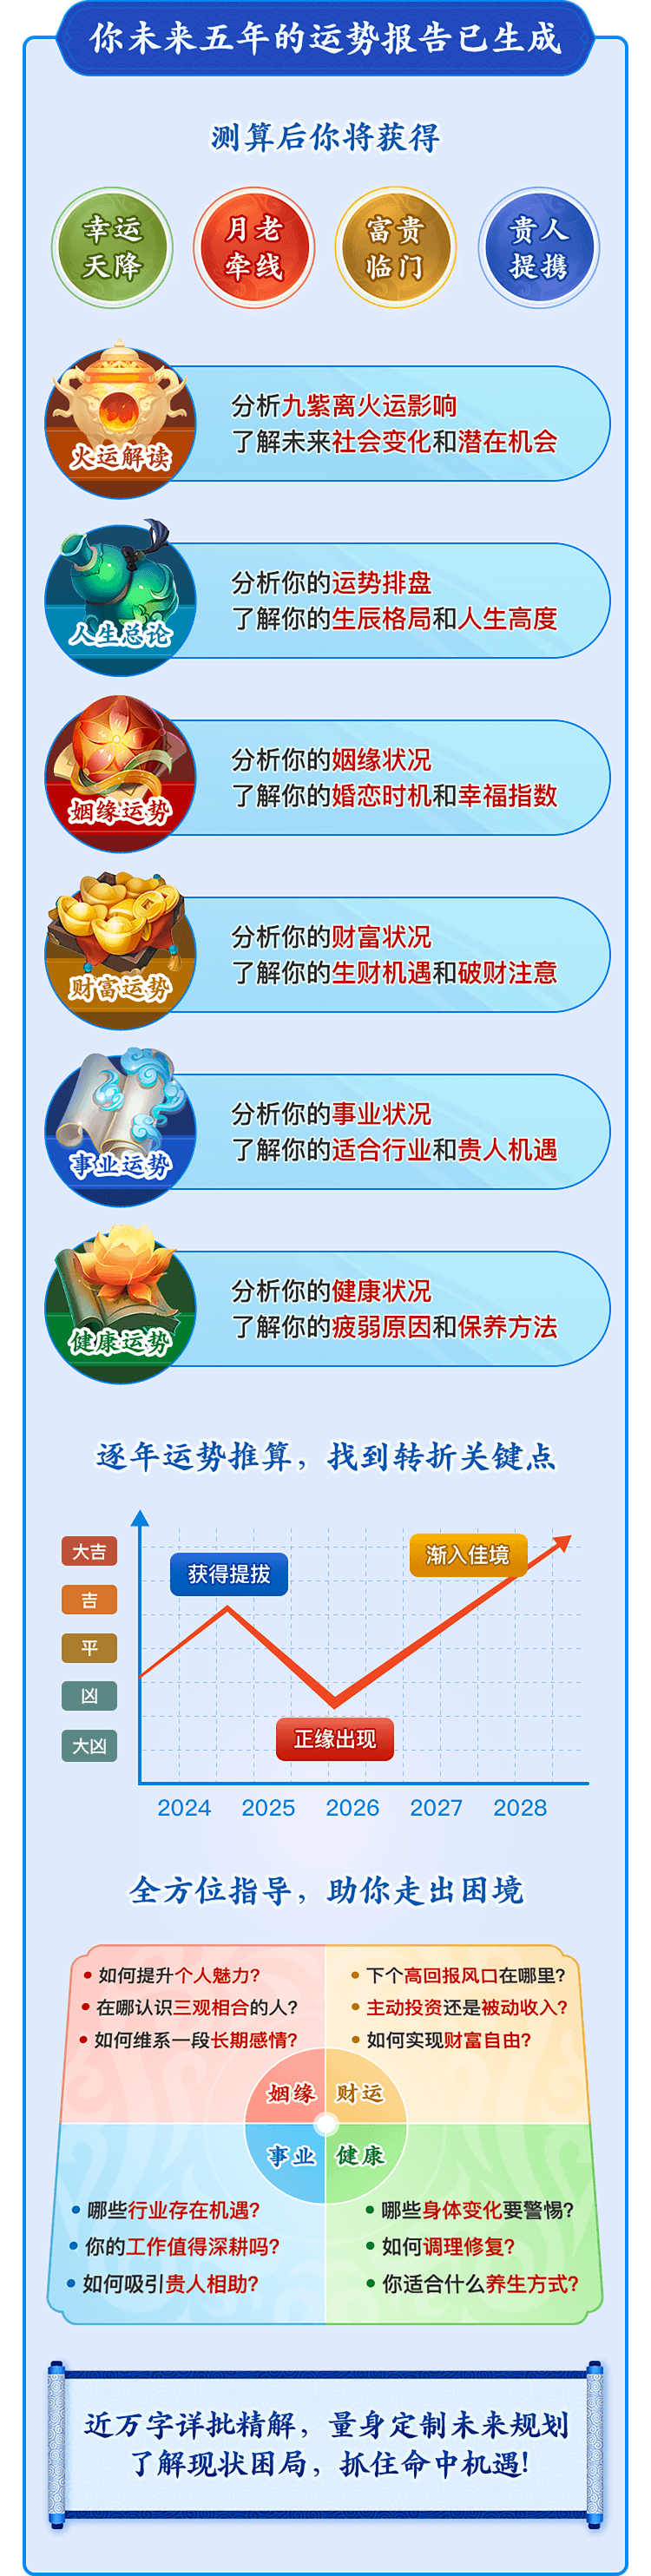 你未来五年的运势报告已生成
测算后你将获得
幸运
天降
月老
牵线
富贵
临门
贵人
提携
火运解读
分析九紫离火运影响
了解未来社会变化和潜在机会
人生总论
分析你的运势排盘
了解你的生辰格局和人生高度
姻缘运势
分析你的姻缘状况
了解你的婚恋时机和幸福指数
财富运势
分析你的财富状况
了解你的生财机遇和破财注意
事业运势
分析你的事业状况
了解你的适合行业和贵人机遇
健康运势
分析你的健康状况
了解你的疲弱原因和保养方法
逐年运势推算，找到转折关键点
大吉
吉
平
凶
大凶
获得提拔
渐入佳境
正缘出现
2024 2025 2026 2027 2028
全方位指导，助你走出困境
如何提升个人魅力?
在哪认识三观相合的人?
如何维系一段长期感情?
下个高回报风口在哪里?
主动投资还是被动收入?
如何实现财富自由?
姻缘
财运
事业
健康
哪些行业存在机遇?
你的工作值得深耕吗?
如何吸引贵人相助?
哪些身体变化要警惕?
如何调理修复?
你适合什么养生方式?
近万字详批精解，量身定制未来规划
了解现状困局，抓住命中机遇!